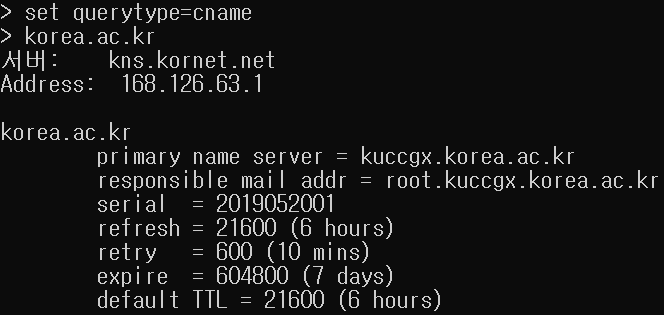 > set querytype=cname
> korea.ac.kr
서버:    kns.kornet.net
Address:  168.126.63.1

korea.ac.kr
        primary name server = kuccgx.korea.ac.kr
        responsible mail addr = root.kuccgx.korea.ac.kr
        serial  = 2019052001
        refresh = 21600 (6 hours)
        retry   = 600 (10 mins)
        expire  = 604800 (7 days)
        default TTL = 21600 (6 hours)